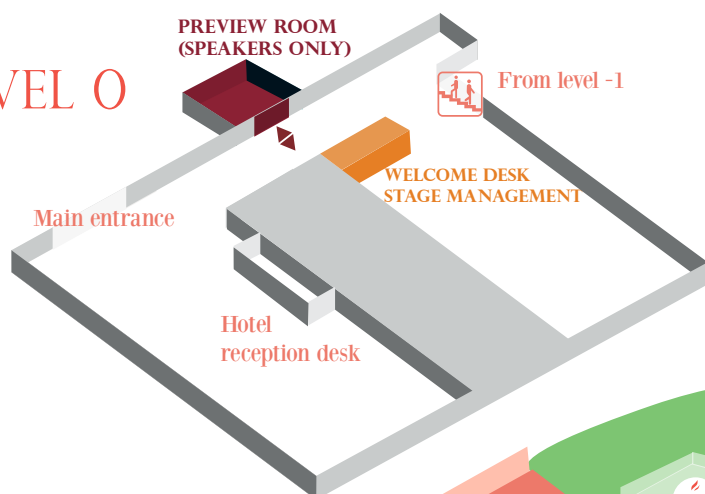 PREVIEW ROOM
(SPEAKERS ONLY)
VEL 0
From level -1
WELCOME DESK
STAGE MANAGEMENT
Main entrance
Hotel
reception desk